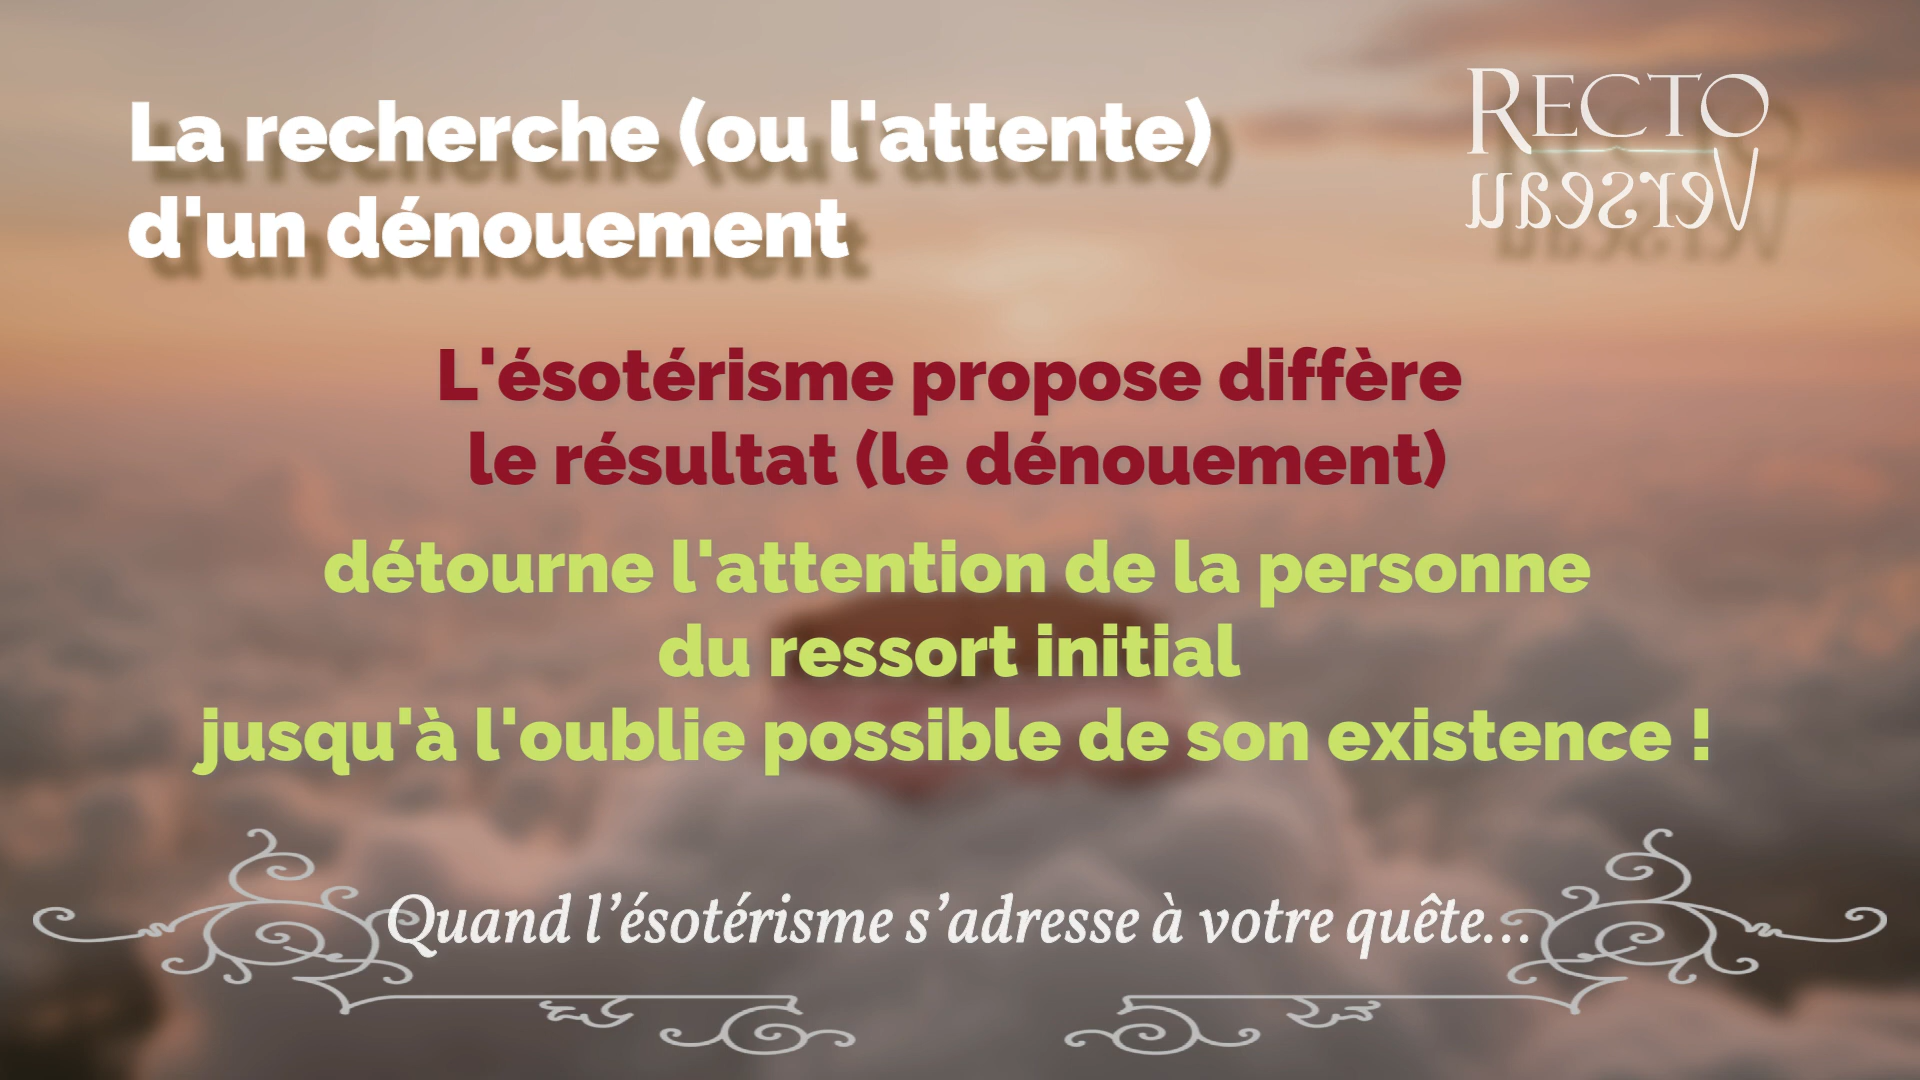 La recherche (ou l'attente)
d'un dénouement
RECTO
Verseau
L'ésotérisme propose diffère
le résultat (le dénouement)
détourne l'attention de la personne
du ressort initial
jusqu'à l'oublie possible de son existence !
Quand l’ésotérisme s’adresse à votre quête…